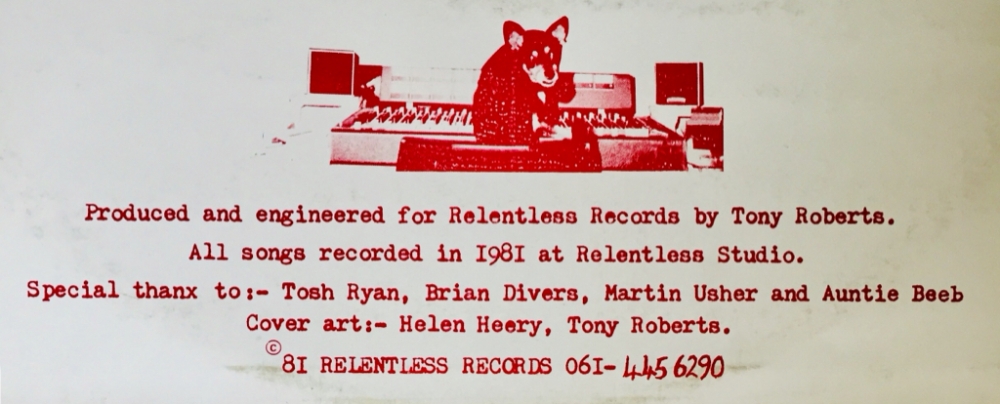 Produced and engineered for Relentless Records by Tony Roberts.
All songs recorded in 1981 at Relentless Studio.
Special thanx to:- Tosh Ryan, Brian Divers, Martin Usher and Auntie Beeb
Cover art:- Helen Heery, Tony Roberts.
©81 RELENTLESS RECORDS 061-445 6290